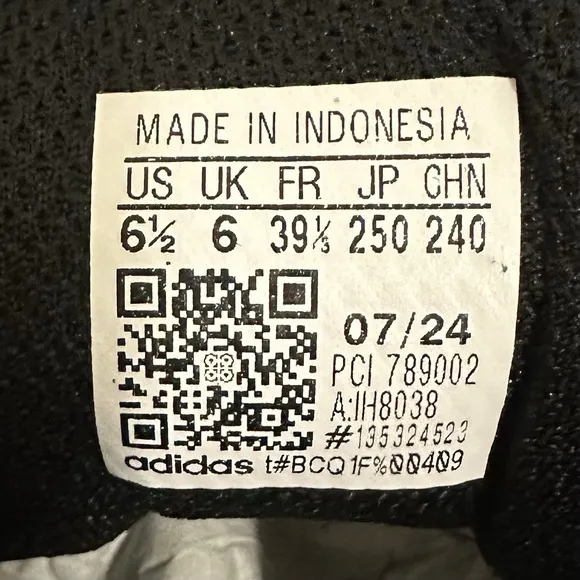 MADE IN INDONESIA
US UK FR JP CHN
6½ 6 39⅓ 250 240
07/24
PCI 789002
A:IH8038
#135324523
adidas t#BCQ1F%00409